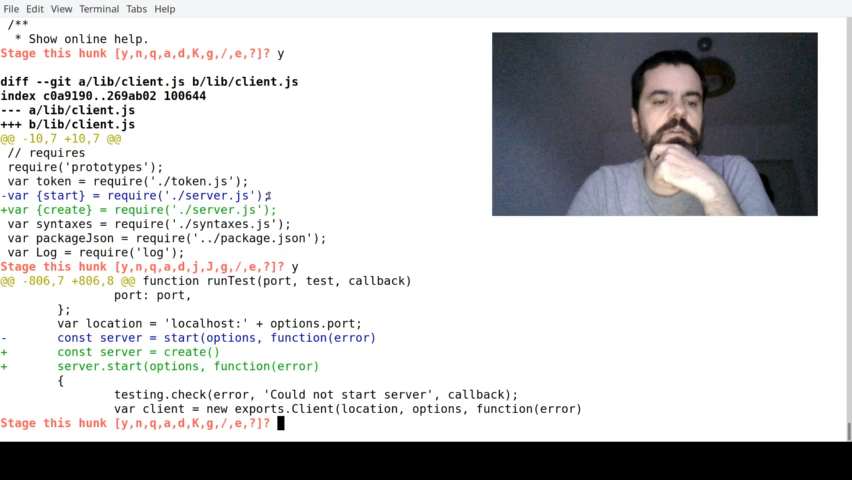 File Edit View Terminal Tabs Help
/**
* Show online help.
Stage this hunk [y,n,q,a,d,K,g,/,e,?]? y
diff --git a/lib/client.js b/lib/client.js
index c0a9190..269ab02 100644
--- a/lib/client.js
+++ b/lib/client.js
@@ -10,7 +10,7 @@
// requires
require('prototypes');
var token = require('./token.js');
-var {start} = require('./server.js');
+var {create} = require('./server.js');
var syntaxes = require('./syntaxes.js');
var packageJson = require('../package.json');
var Log = require('log');
Stage this hunk [y,n,q,a,d,j,J,g,/,e,?]? y
@@ -806,7 +806,8 @@ function runTest(port, test, callback)
port: port,
};
var location = 'localhost:' + options.port;
- const server = start(options, function(error)
+ const server = create()
+ server.start(options, function(error)
{
testing.check(error, 'Could not start server', callback);
var client = new exports.Client(location, options, function(error)
Stage this hunk [y,n,q,a,d,K,g,/,e,?]?